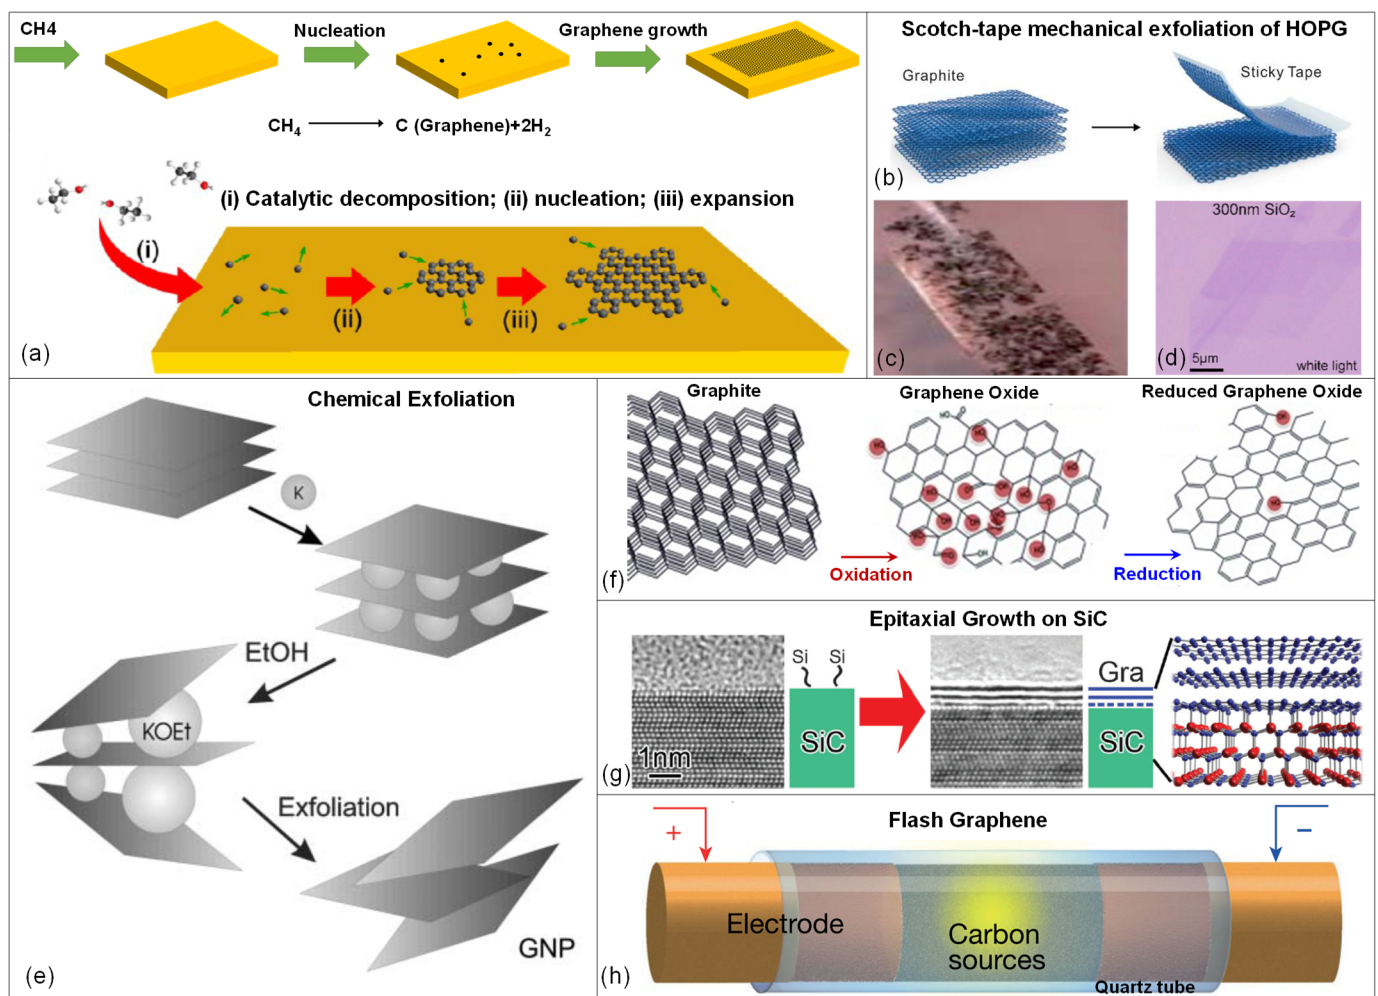 CH4
Nucleation
Graphene growth
CH₄ ⟶ C (Graphene)+2H₂
(i) Catalytic decomposition; (ii) nucleation; (iii) expansion
(i)
(ii)
(iii)
(a)
Scotch-tape mechanical exfoliation of HOPG
Graphite
Sticky Tape
(b)
(c)
300nm SiO₂
5μm
white light
(d)
Chemical Exfoliation
K
EtOH
KOEt
Exfoliation
GNP
(e)
Graphite
Graphene Oxide
Reduced Graphene Oxide
Oxidation
Reduction
(f)
Epitaxial Growth on SiC
Si Si
Gra
SiC
SiC
1nm
(g)
Flash Graphene
+
−
Electrode
Carbon
sources
Quartz tube
(h)